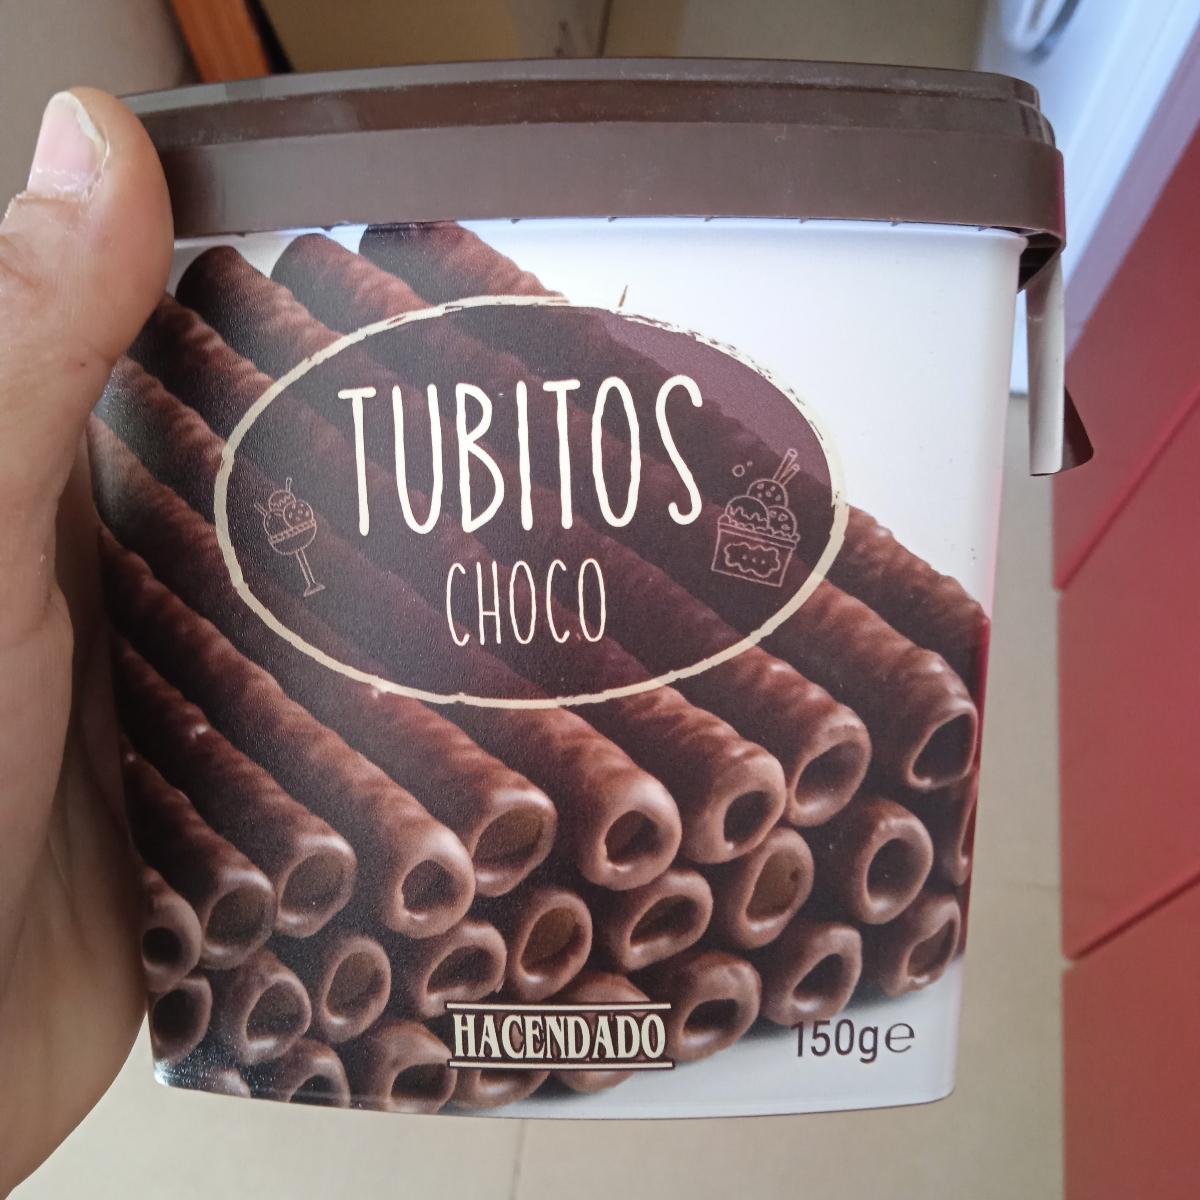 TUBITOS
CHOCO
HACENDADO
150g℮